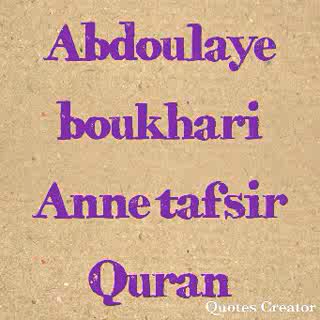 Abdoulaye
boukhari
Anne tafsir
Quran
Quotes Creator